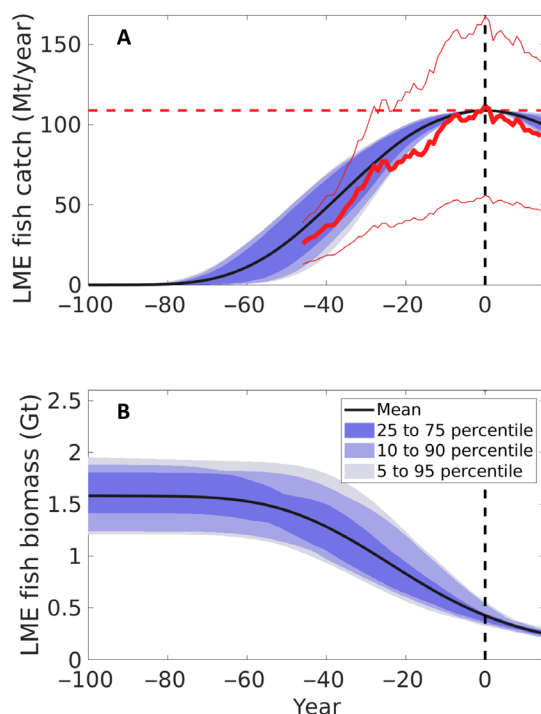 A
LME fish catch (Mt/year)
150
100
50
0
−100 −80 −60 −40 −20 0
B
LME fish biomass (Gt)
2.5
2
1.5
1
0.5
0
Mean
25 to 75 percentile
10 to 90 percentile
5 to 95 percentile
−100 −80 −60 −40 −20 0
Year